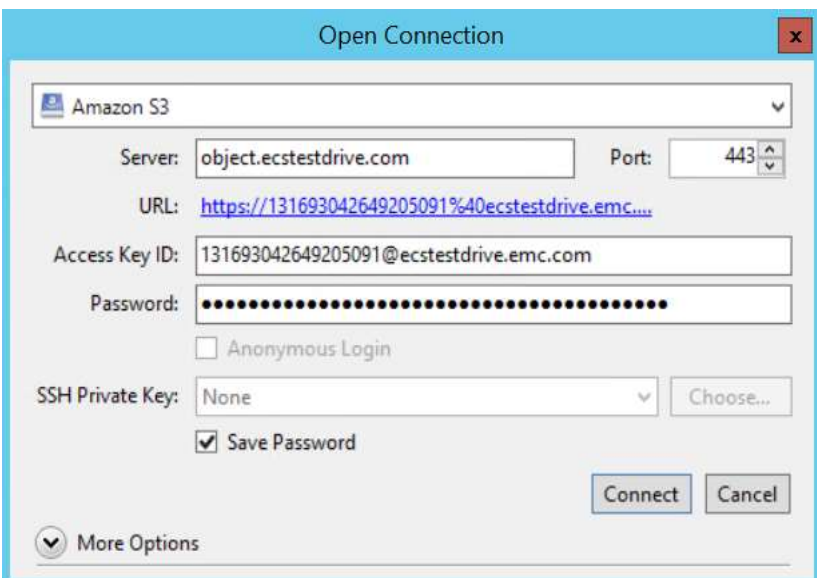 Open Connection x
Amazon S3
Server: object.ecstestdrive.com Port: 443
URL: https://131693042649205091%40ecstestdrive.emc....
Access Key ID: 131693042649205091@ecstestdrive.emc.com
Password: ••••••••••••••••••••••••••••••••••••••••
Anonymous Login
SSH Private Key: None Choose...
Save Password
Connect Cancel
More Options